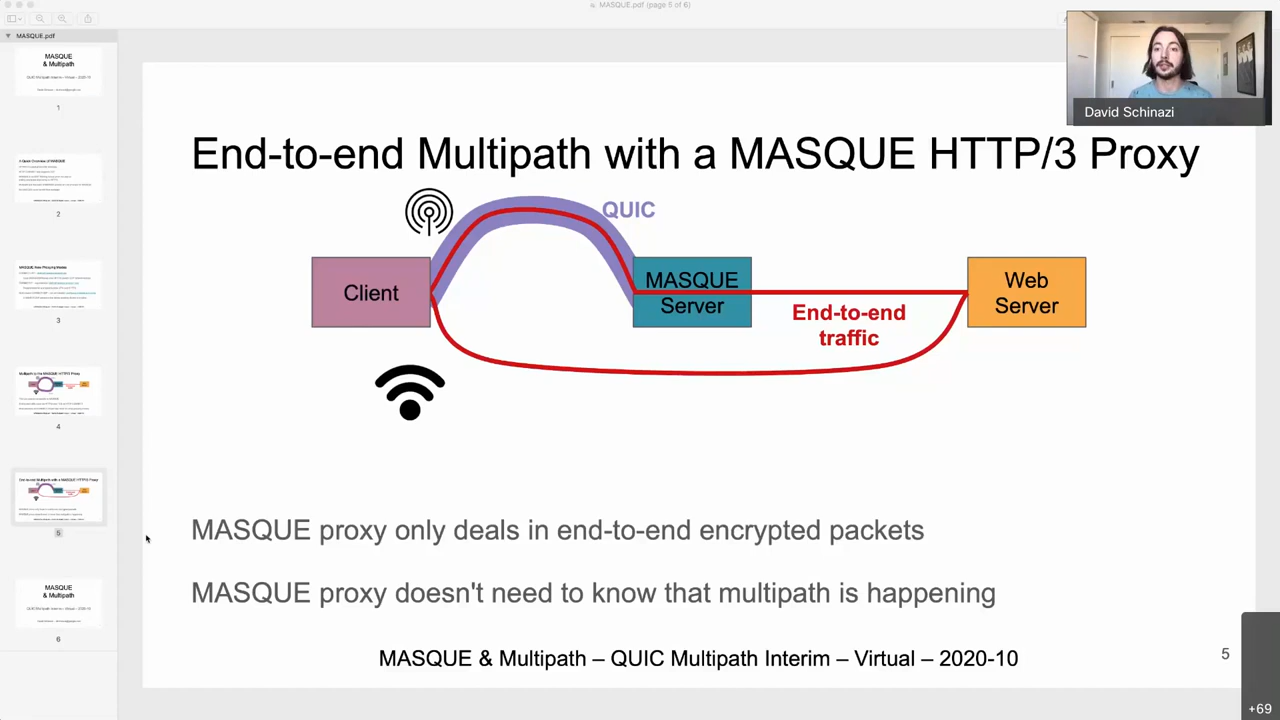 MASQUE.pdf (page 5 of 6)
MASQUE.pdf
MASQUE
& Multipath
1
2
3
4
5
MASQUE
& Multipath
6
David Schinazi
End-to-end Multipath with a MASQUE HTTP/3 Proxy
QUIC
Client
MASQUE
Server
Web
Server
End-to-end
traffic
MASQUE proxy only deals in end-to-end encrypted packets
MASQUE proxy doesn't need to know that multipath is happening
MASQUE & Multipath – QUIC Multipath Interim – Virtual – 2020-10
5
+69